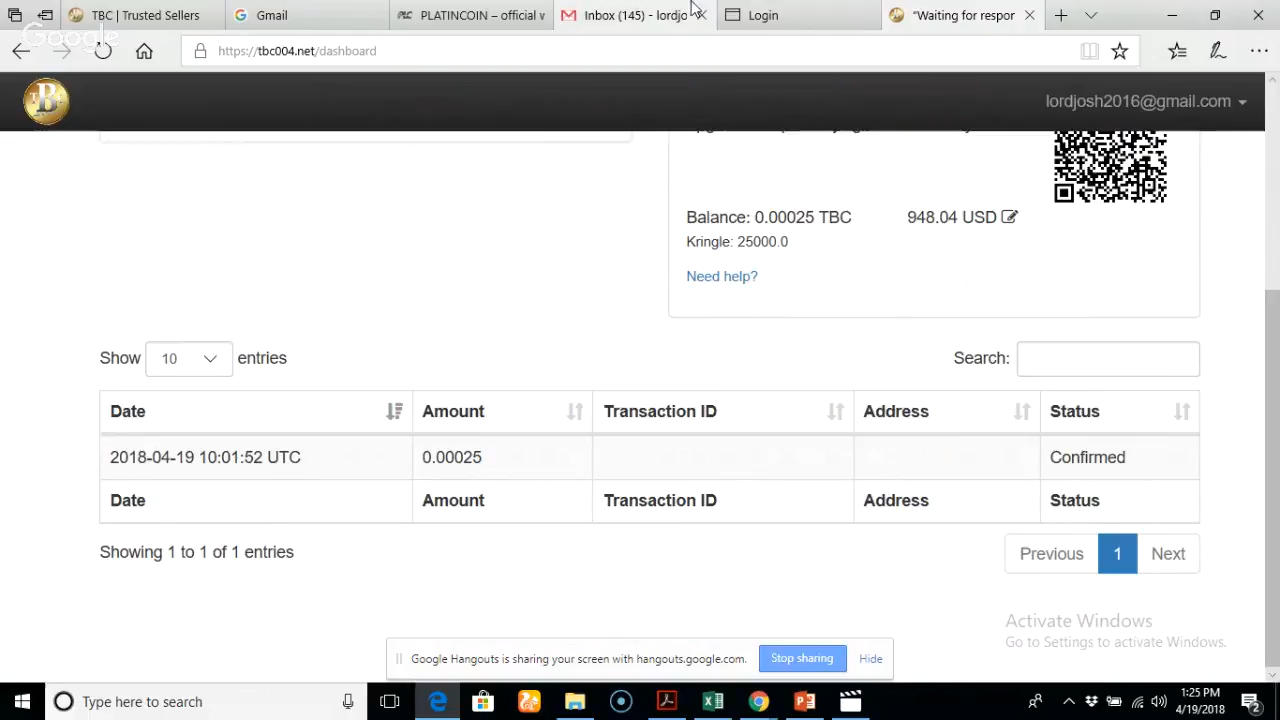 TBC | Trusted Sellers
Gmail
PLATINCOIN – official v
Inbox (145) - lordjo
Login
"Waiting for respor
Google
https://tbc004.net/dashboard
lordjosh2016@gmail.com
Balance: 0.00025 TBC
948.04 USD
Kringle: 25000.0
Need help?
Show 10 entries
Search:
Date Amount Transaction ID Address Status
2018-04-19 10:01:52 UTC 0.00025 Confirmed
Date Amount Transaction ID Address Status
Showing 1 to 1 of 1 entries
Previous 1 Next
Activate Windows
Go to Settings to activate Windows.
Google Hangouts is sharing your screen with hangouts.google.com. Stop sharing Hide
Type here to search
1:25 PM
4/19/2018
2